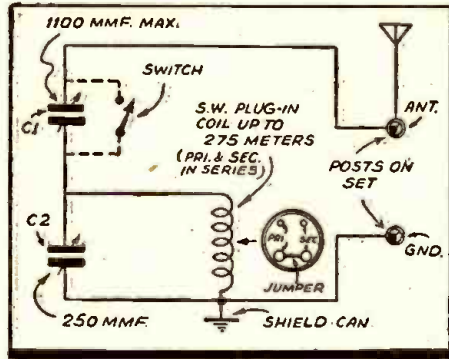 1100 MMF. MAX.
SWITCH
C1
S.W. PLUG-IN
COIL UP TO
275 METERS
(PRI. & SEC.
IN SERIES)
ANT.
POSTS ON
SET
C2
PRI
SEC.
JUMPER
GND.
250 MMF.
SHIELD CAN